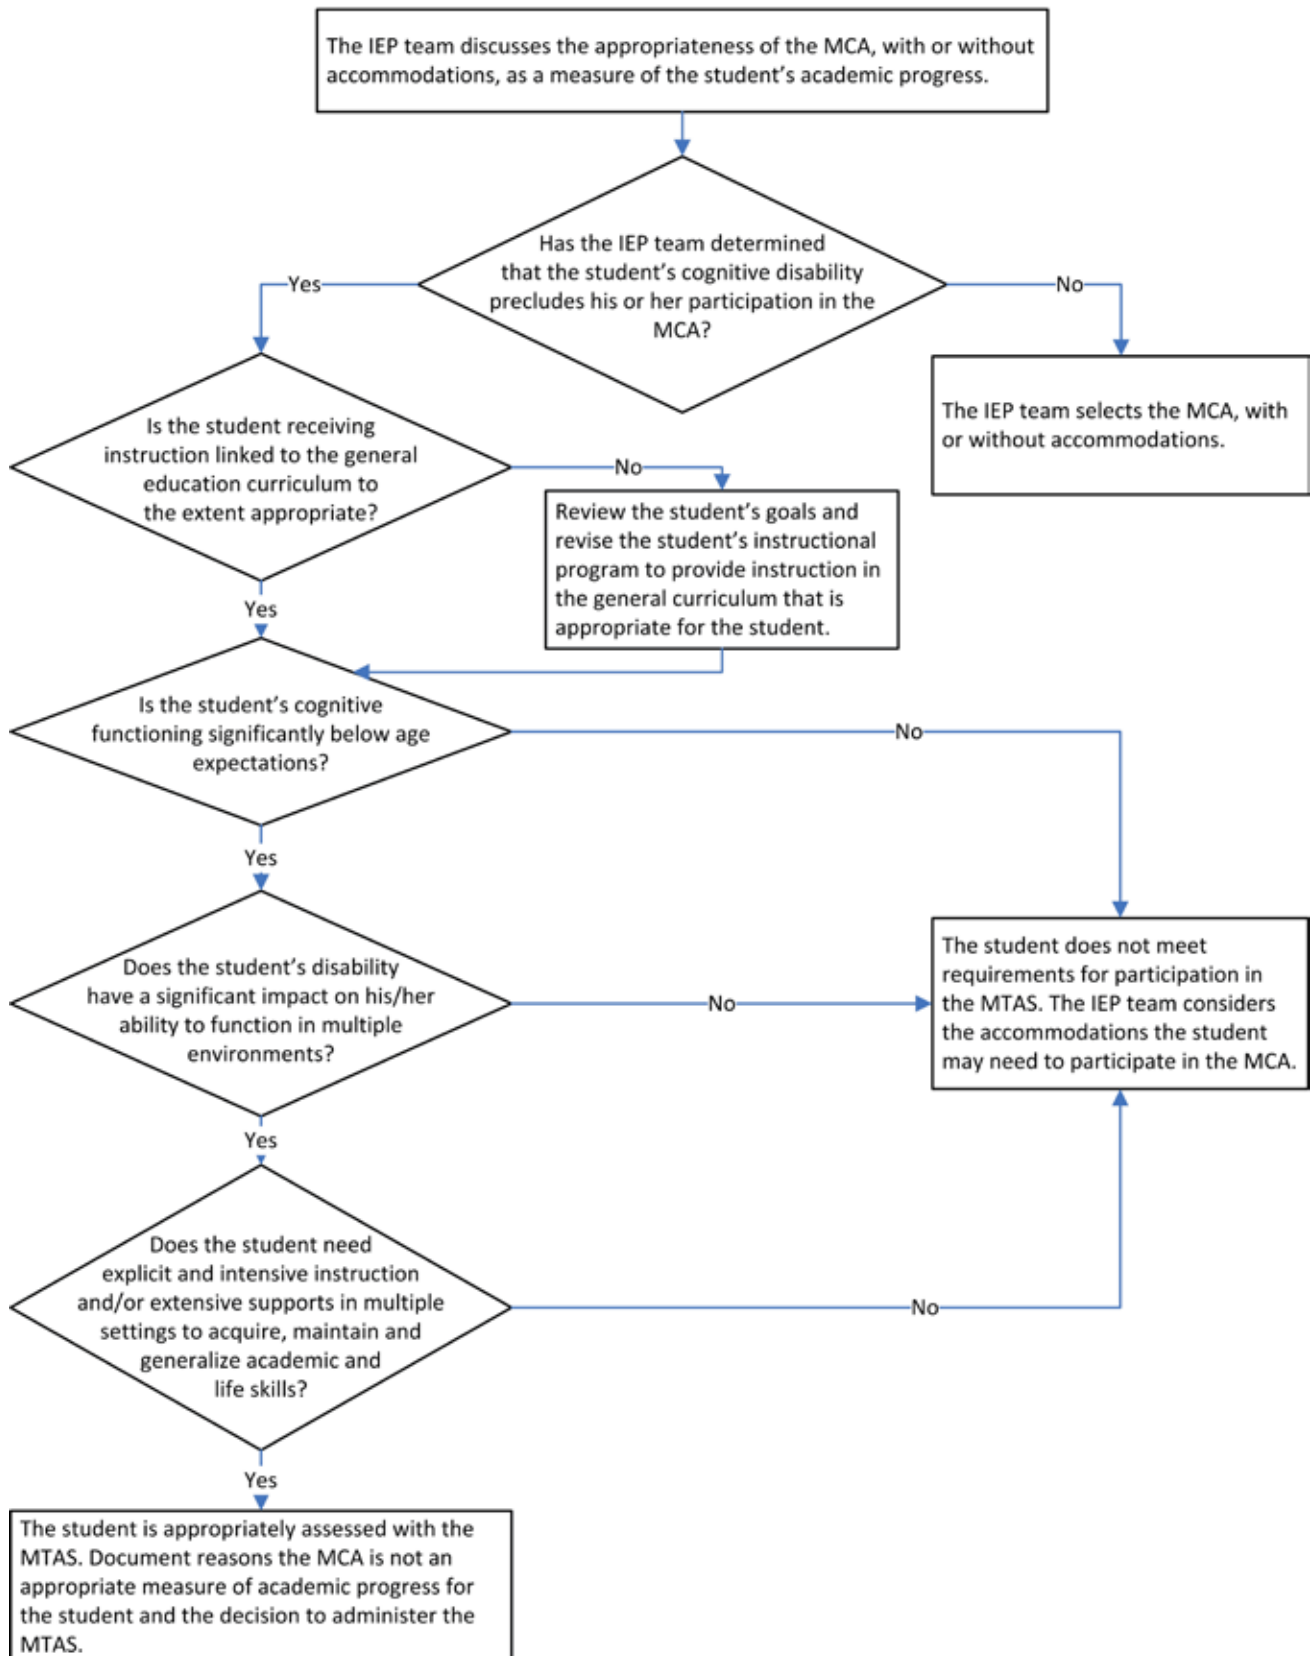 The IEP team discusses the appropriateness of the MCA, with or without
accommodations, as a measure of the student’s academic progress.
Has the IEP team determined
that the student’s cognitive disability
precludes his or her participation in the
MCA?
Yes
No
Is the student receiving
instruction linked to the general
education curriculum to
the extent appropriate?
No
The IEP team selects the MCA, with
or without accommodations.
Review the student’s goals and
revise the student’s instructional
program to provide instruction in
the general curriculum that is
appropriate for the student.
Yes
Is the student’s cognitive
functioning significantly below age
expectations?
No
Yes
Does the student’s disability
have a significant impact on his/her
ability to function in multiple
environments?
No
The student does not meet
requirements for participation in
the MTAS. The IEP team considers
the accommodations the student
may need to participate in the MCA.
Yes
Does the student need
explicit and intensive instruction
and/or extensive supports in multiple
settings to acquire, maintain and
generalize academic and
life skills?
No
Yes
The student is appropriately assessed with the
MTAS. Document reasons the MCA is not an
appropriate measure of academic progress for
the student and the decision to administer the
MTAS.